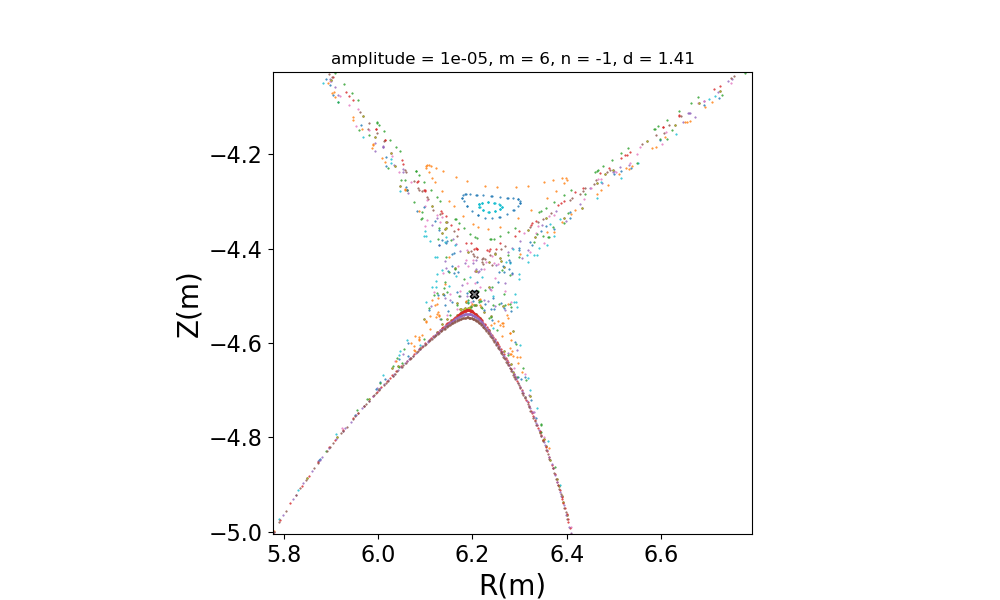 amplitude = 1e-05, m = 6, n = -1, d = 1.41
Z(m)
−4.2
−4.4
−4.6
−4.8
−5.0
5.8 6.0 6.2 6.4 6.6
R(m)